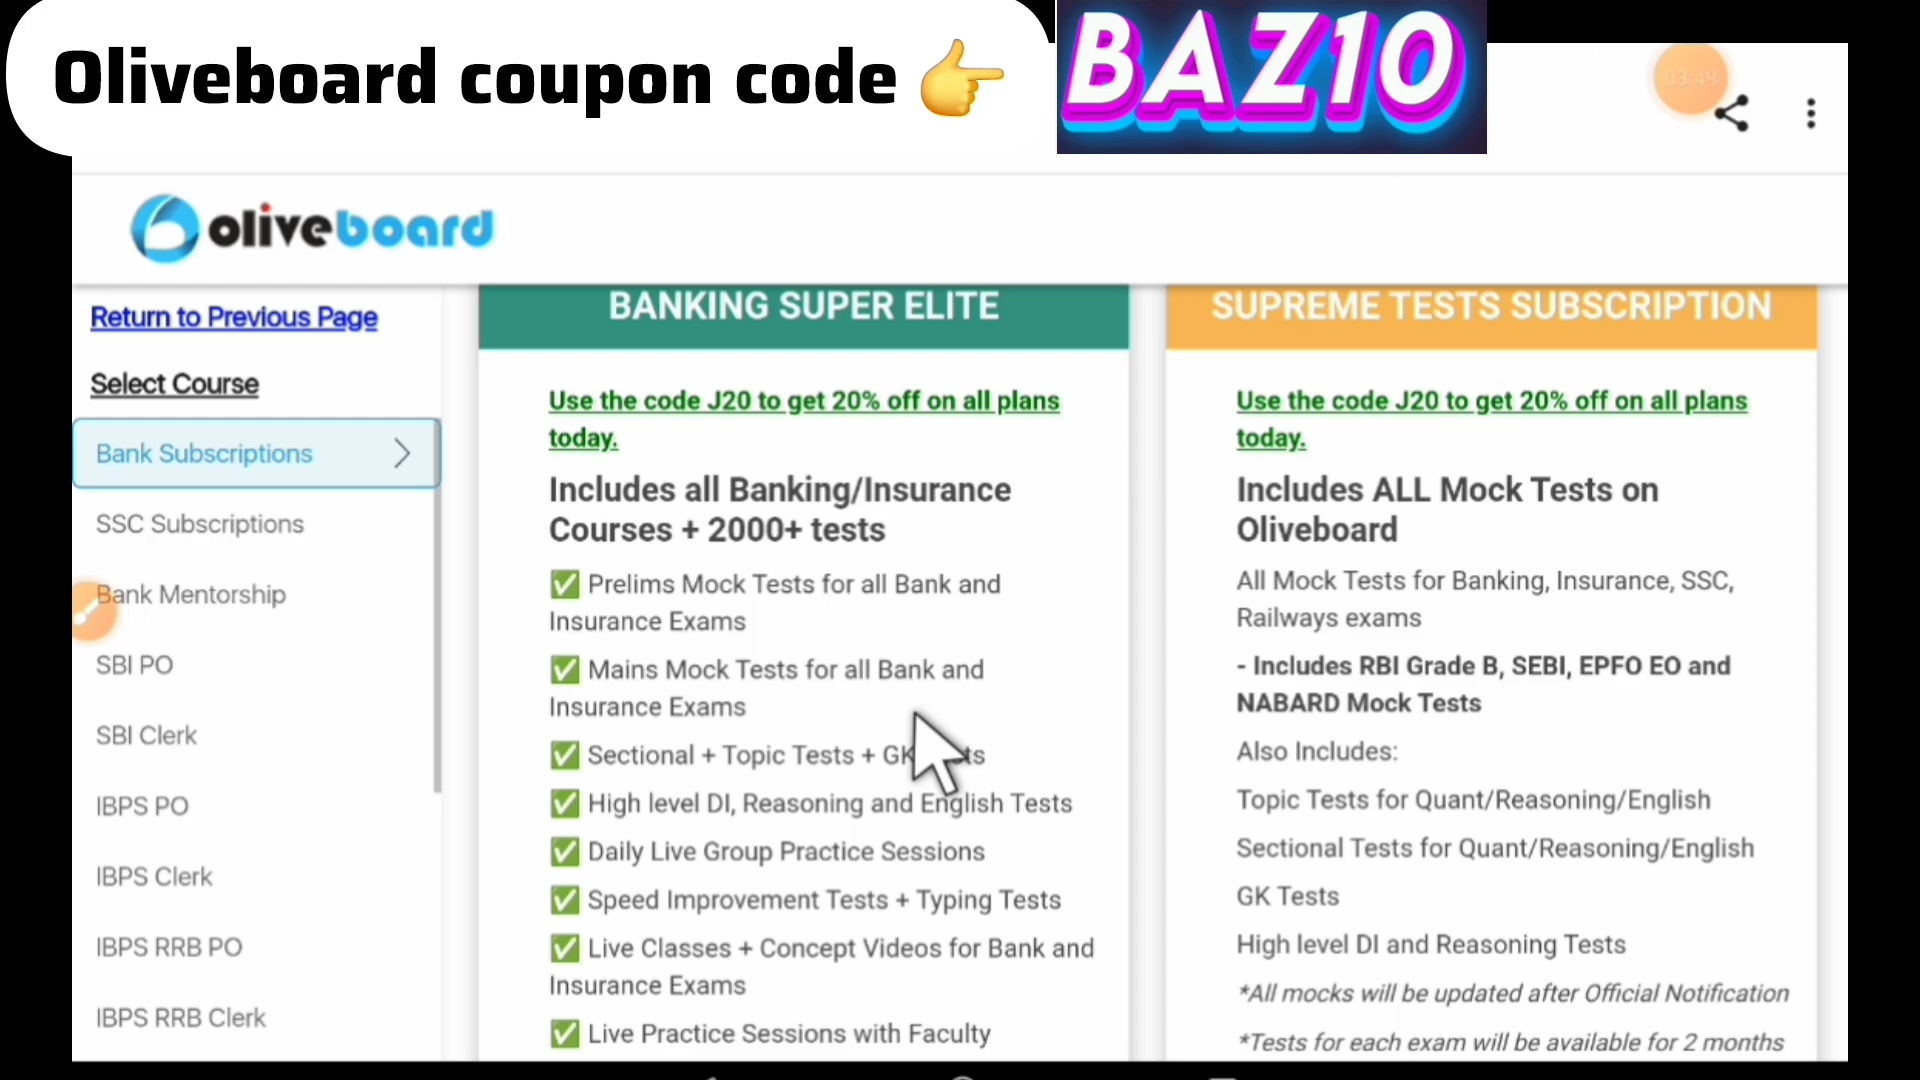 Oliveboard coupon code 👉 BAZ10
03:49
oliveboard
Return to Previous Page
Select Course
Bank Subscriptions
SSC Subscriptions
Bank Mentorship
SBI PO
SBI Clerk
IBPS PO
IBPS Clerk
IBPS RRB PO
IBPS RRB Clerk
BANKING SUPER ELITE
Use the code J20 to get 20% off on all plans
today.
Includes all Banking/Insurance
Courses + 2000+ tests
✅ Prelims Mock Tests for all Bank and
Insurance Exams
✅ Mains Mock Tests for all Bank and
Insurance Exams
✅ Sectional + Topic Tests + GK
✅ High level DI, Reasoning and English Tests
✅ Daily Live Group Practice Sessions
✅ Speed Improvement Tests + Typing Tests
✅ Live Classes + Concept Videos for Bank and
Insurance Exams
✅ Live Practice Sessions with Faculty
SUPREME TESTS SUBSCRIPTION
Use the code J20 to get 20% off on all plans
today.
Includes ALL Mock Tests on
Oliveboard
All Mock Tests for Banking, Insurance, SSC,
Railways exams
- Includes RBI Grade B, SEBI, EPFO EO and
NABARD Mock Tests
Also Includes:
Topic Tests for Quant/Reasoning/English
Sectional Tests for Quant/Reasoning/English
GK Tests
High level DI and Reasoning Tests
*All mocks will be updated after Official Notification
*Tests for each exam will be available for 2 months